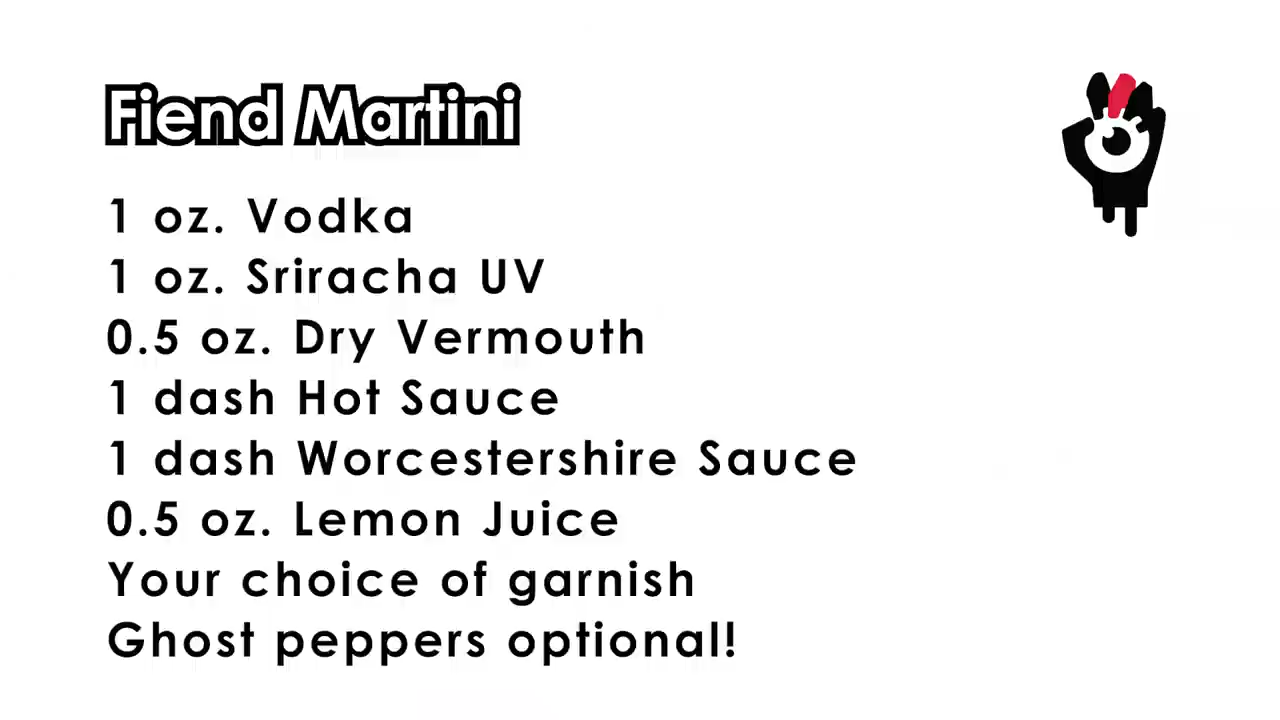 Fiend Martini
1 oz. Vodka
1 oz. Sriracha UV
0.5 oz. Dry Vermouth
1 dash Hot Sauce
1 dash Worcestershire Sauce
0.5 oz. Lemon Juice
Your choice of garnish
Ghost peppers optional!